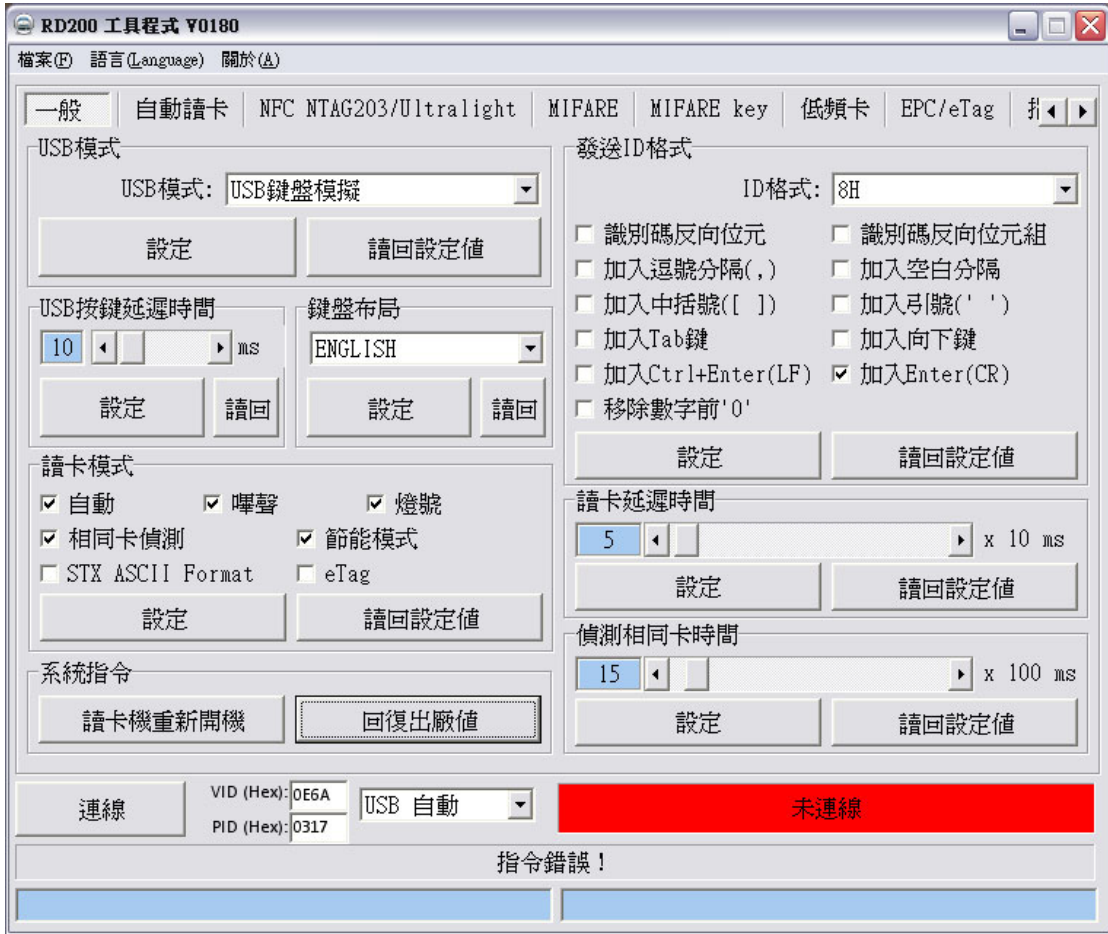 RD200 工具程式 V0180
檔案(F) 語言(Language) 關於(A)
一般 自動讀卡 NFC NTAG203/Ultralight MIFARE MIFARE key 低頻卡 EPC/eTag
USB模式
USB模式: USB鍵盤模擬
設定 讀回設定值
USB按鍵延遲時間
10 ms
設定 讀回
鍵盤布局
ENGLISH
設定 讀回
讀卡模式
自動 嗶聲 燈號
相同卡偵測 節能模式
STX ASCII Format eTag
設定 讀回設定值
系統指令
讀卡機重新開機 回復出廠值
發送ID格式
ID格式: 8H
識別碼反向位元 識別碼反向位元組
加入逗號分隔(,) 加入空白分隔
加入中括號([ ]) 加入引號(' ')
加入Tab鍵 加入向下鍵
加入Ctrl+Enter(LF) 加入Enter(CR)
移除數字前'0'
設定 讀回設定值
讀卡延遲時間
5 x 10 ms
設定 讀回設定值
偵測相同卡時間
15 x 100 ms
設定 讀回設定值
連線
VID (Hex): 0E6A
PID (Hex): 0317
USB 自動
未連線
指令錯誤！